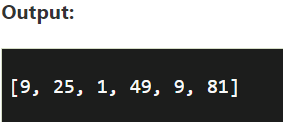 Output:
[9, 25, 1, 49, 9, 81]